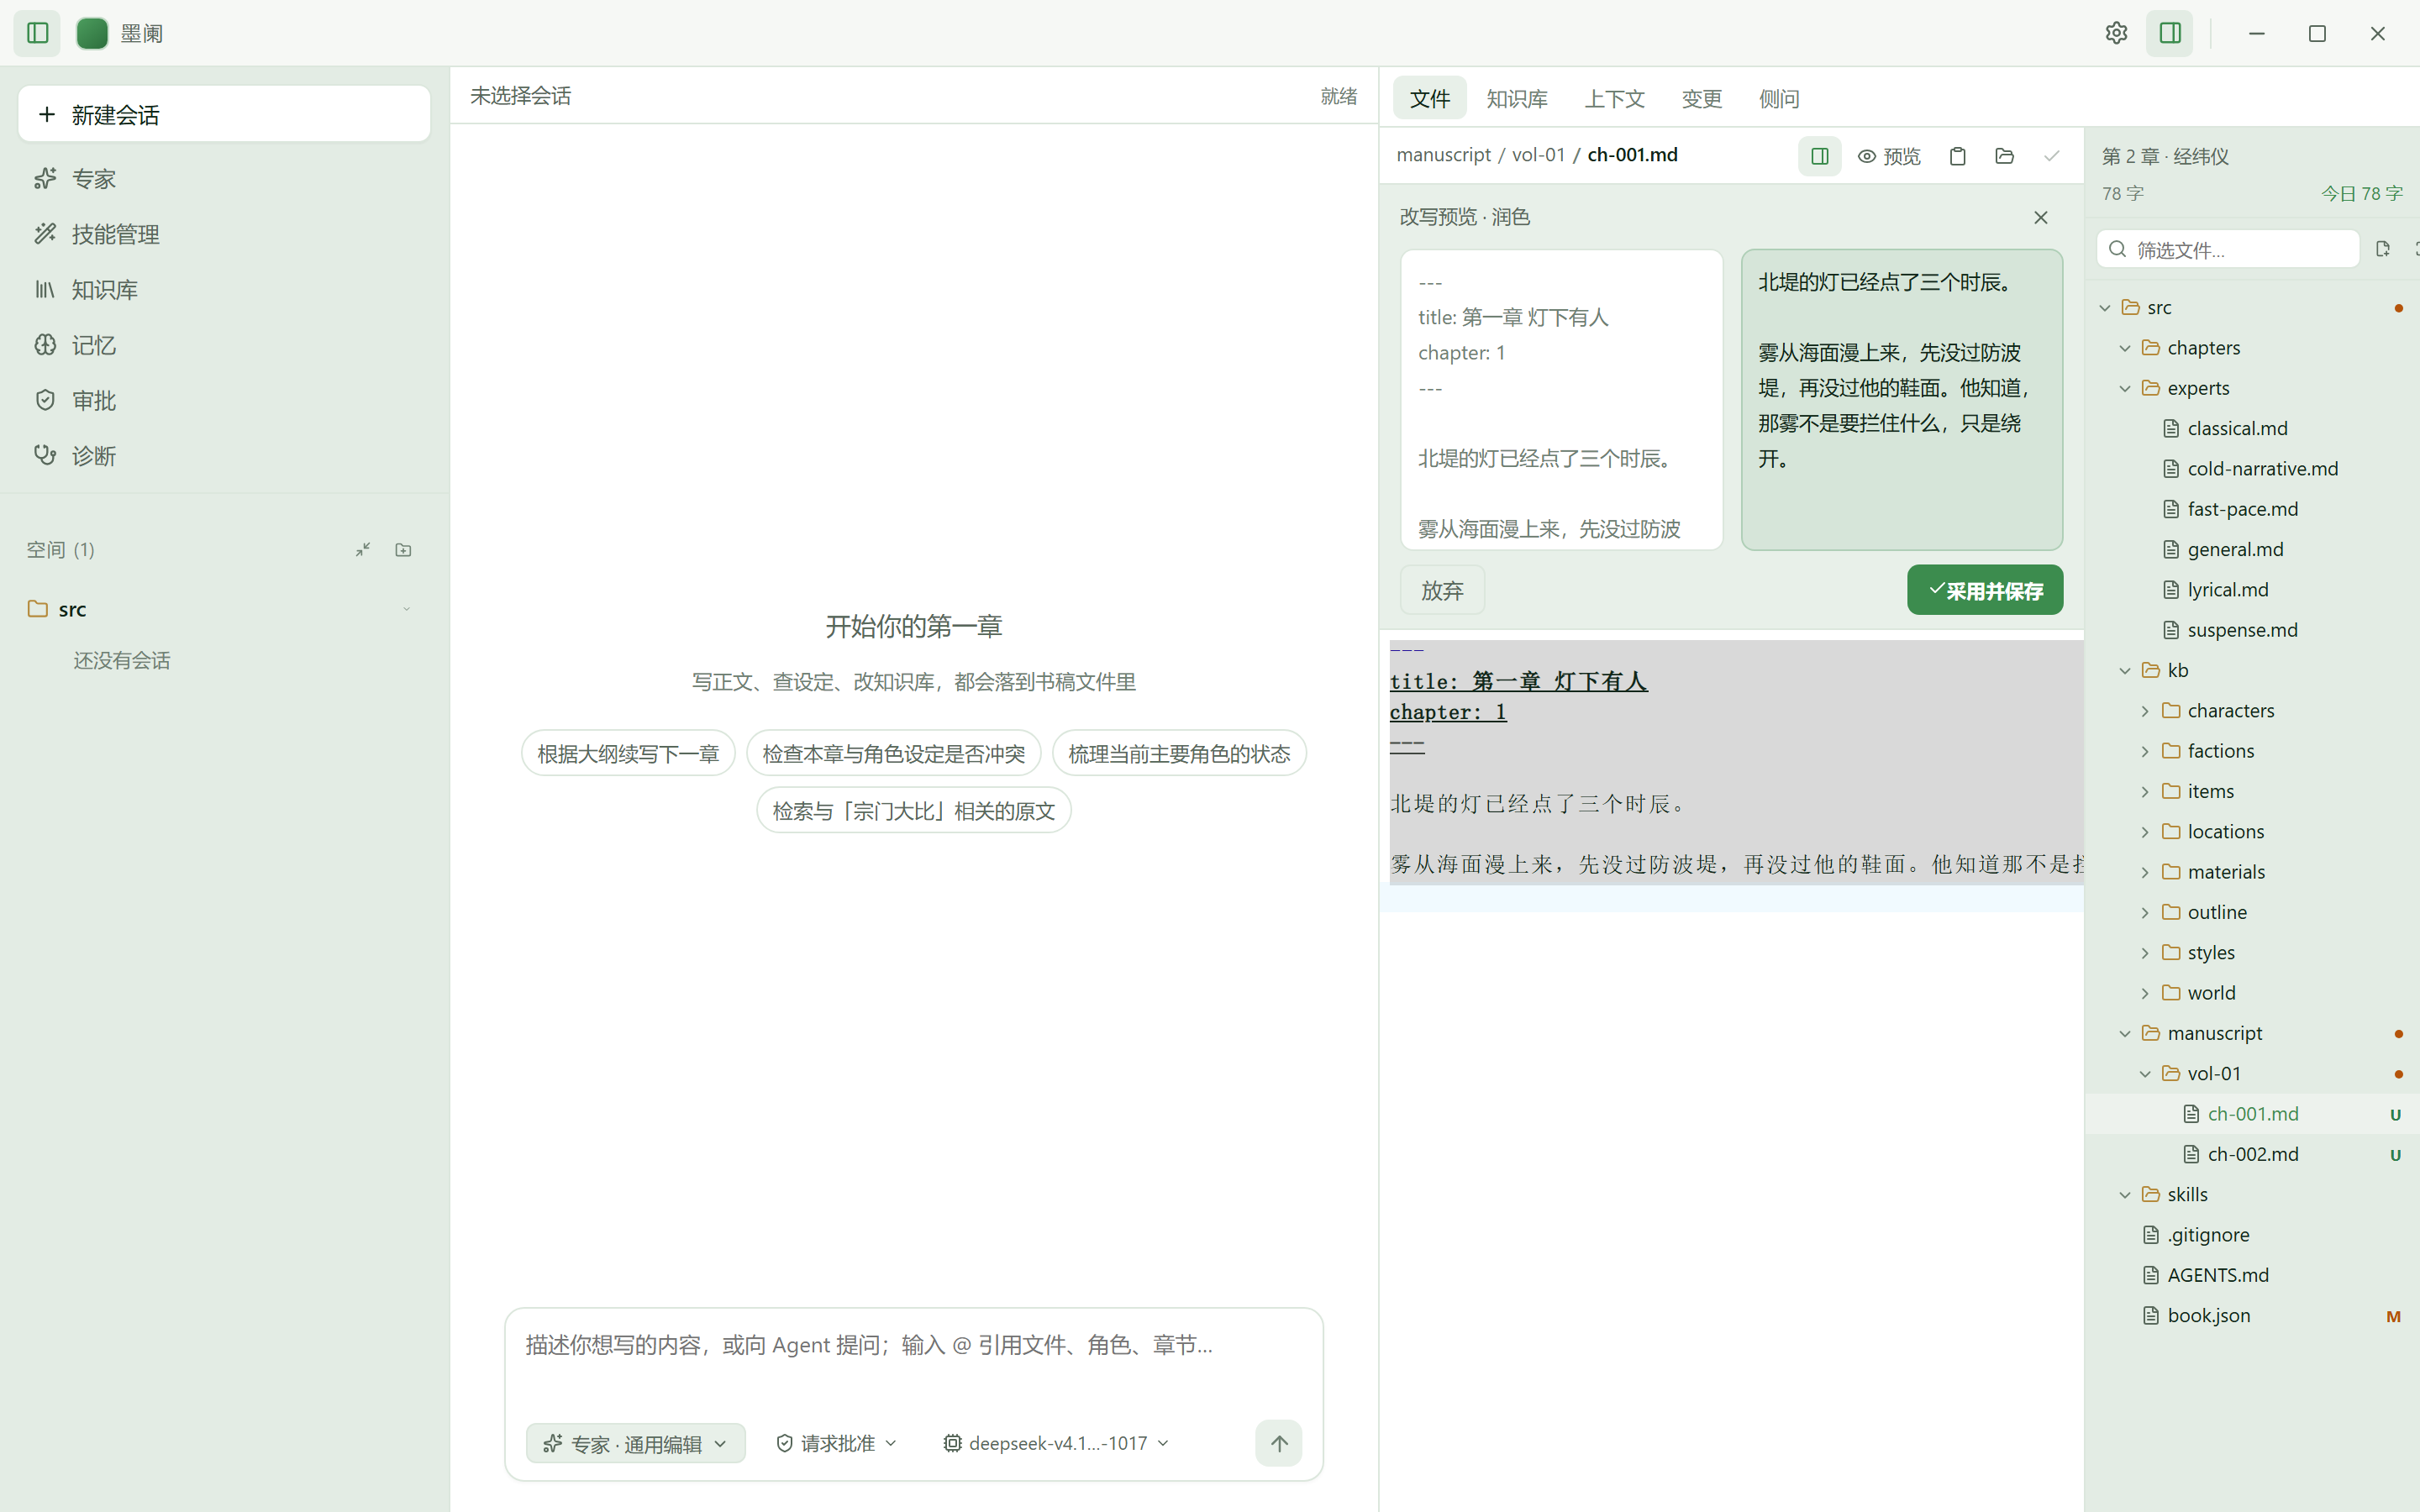 墨阑
新建会话
专家
技能管理
知识库
记忆
审批
诊断
空间 (1)
src
还没有会话
未选择会话
就绪
开始你的第一章
写正文、查设定、改知识库，都会落到书稿文件里
根据大纲续写下一章
检查本章与角色设定是否冲突
梳理当前主要角色的状态
检索与「宗门大比」相关的原文
描述你想写的内容，或向 Agent 提问；输入 @ 引用文件、角色、章节...
专家 · 通用编辑
请求批准
deepseek-v4.1...-1017
文件
知识库
上下文
变更
侧问
manuscript / vol-01 / ch-001.md
预览
改写预览 · 润色
---
title: 第一章 灯下有人
chapter: 1
---
北堤的灯已经点了三个时辰。
雾从海面漫上来，先没过防波
北堤的灯已经点了三个时辰。
雾从海面漫上来，先没过防波
堤，再没过他的鞋面。他知道，
那雾不是要拦住什么，只是绕
开。
放弃
采用并保存
---
title: 第一章 灯下有人
chapter: 1
---
北堤的灯已经点了三个时辰。
雾从海面漫上来，先没过防波堤，再没过他的鞋面。他知道那不是
第 2 章 · 经纬仪
78 字
今日 78 字
筛选文件...
src
chapters
experts
classical.md
cold-narrative.md
fast-pace.md
general.md
lyrical.md
suspense.md
kb
characters
factions
items
locations
materials
outline
styles
world
manuscript
vol-01
ch-001.md U
ch-002.md U
skills
.gitignore
AGENTS.md
book.json M